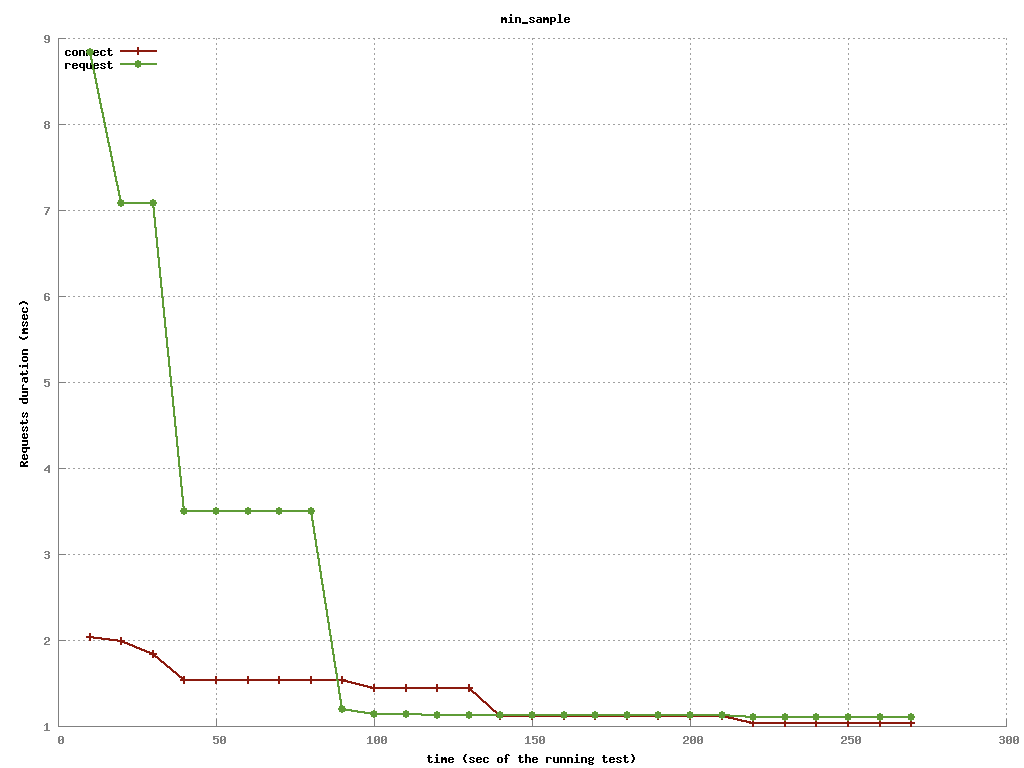 min_sample
connect
request
9
8
7
6
5
4
3
2
1
Requests duration (msec)
0 50 100 150 200 250 300
time (sec of the running test)